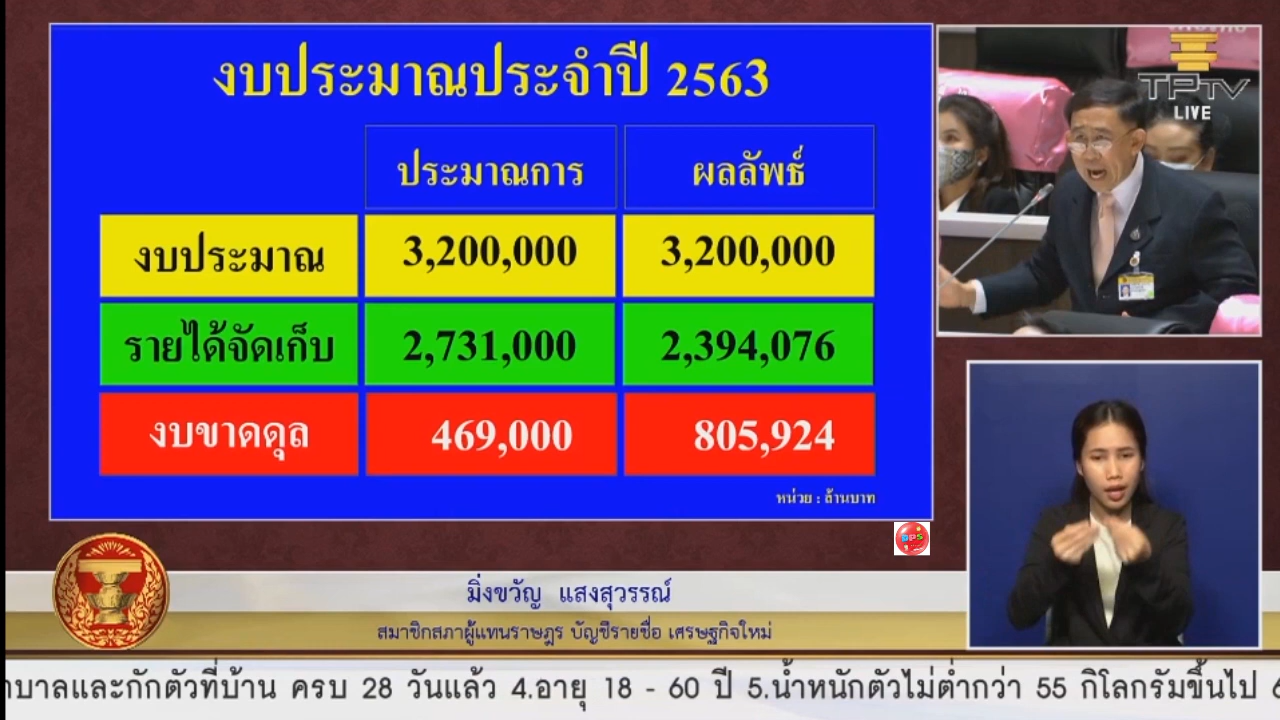 งบประมาณประจำปี 2563
ประมาณการ ผลลัพธ์
งบประมาณ 3,200,000 3,200,000
รายได้จัดเก็บ 2,731,000 2,394,076
งบขาดดุล 469,000 805,924
หน่วย : ล้านบาท
TPTV
LIVE
DPS
มิ่งขวัญ แสงสุวรรณ์
สมาชิกสภาผู้แทนราษฎร บัญชีรายชื่อ เศรษฐกิจใหม่
าบาลและกักตัวที่บ้าน ครบ 28 วันแล้ว 4.อายุ 18 - 60 ปี 5.น้ำหนักตัวไม่ต่ำกว่า 55 กิโลกรัมขึ้นไป 6